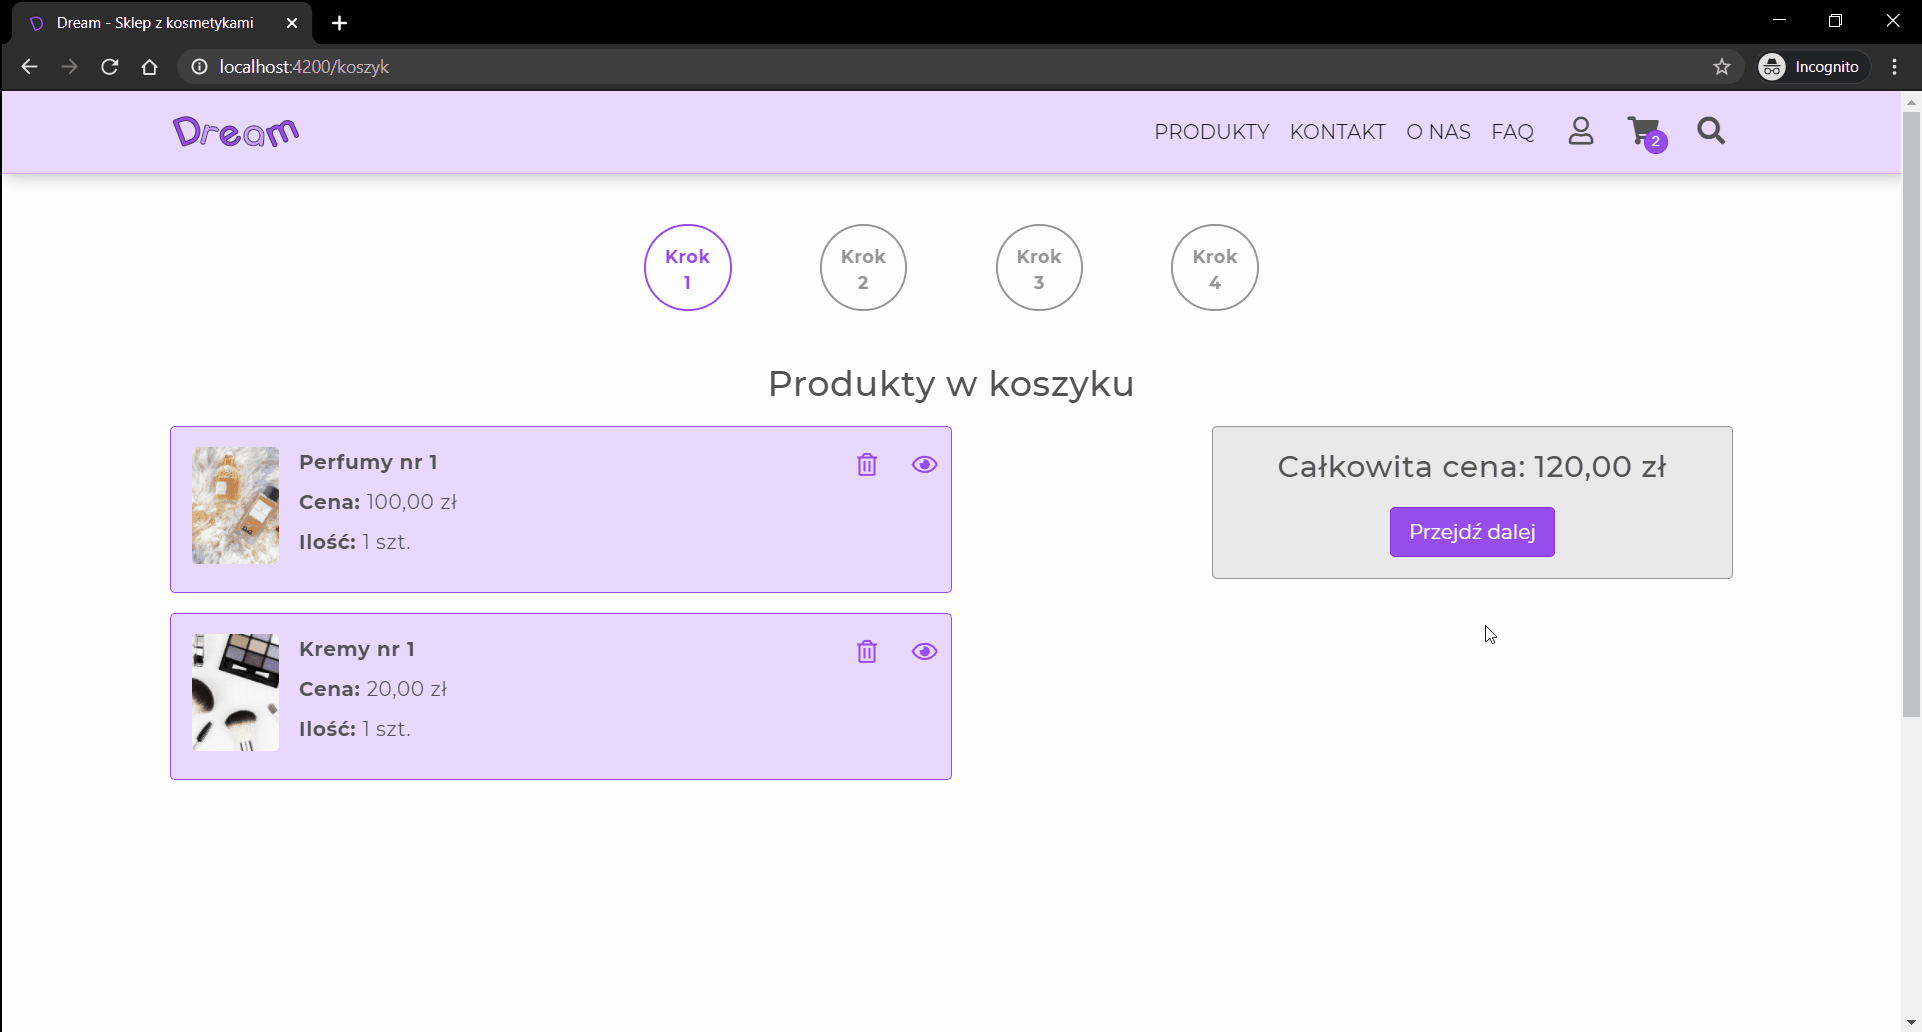 Dream - Sklep z kosmetykami
localhost:4200/koszyk
Incognito
Dream
PRODUKTY KONTAKT O NAS FAQ 2
Krok 1
Krok 2
Krok 3
Krok 4
Produkty w koszyku
Perfumy nr 1
Cena: 100,00 zł
Ilość: 1 szt.
Całkowita cena: 120,00 zł
Przejdź dalej
Kremy nr 1
Cena: 20,00 zł
Ilość: 1 szt.